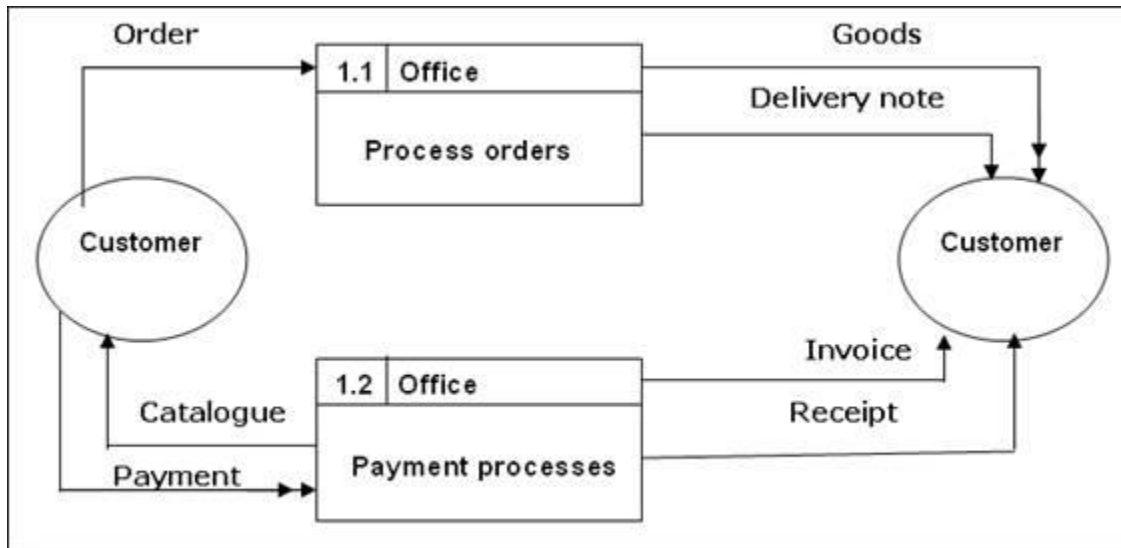 Order
Goods
1.1 Office
Delivery note
Process orders
Customer
Customer
Invoice
1.2 Office
Catalogue
Receipt
Payment processes
Payment